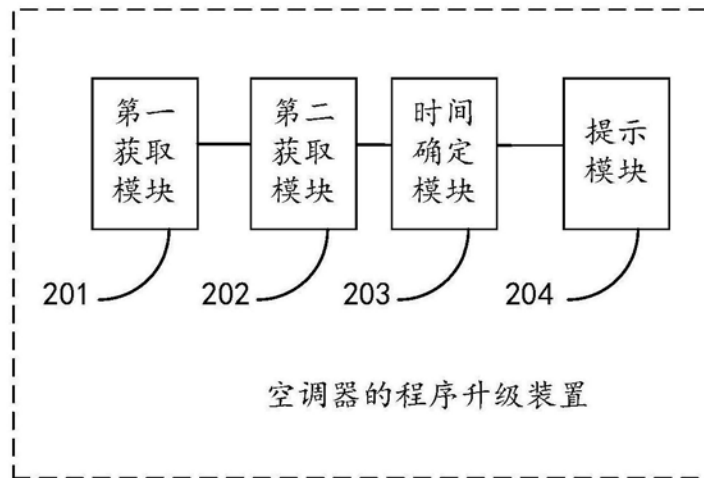 第一
获取
模块
第二
获取
模块
时间
确定
模块
提示
模块
201
202
203
204
空调器的程序升级装置